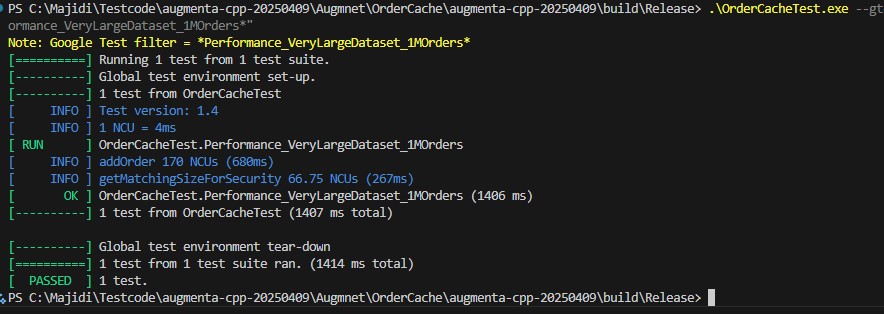 PS C:\Majidi\Testcode\augmenta-cpp-20250409\Augmnet\OrderCache\augmenta-cpp-20250409\build\Release> .\OrderCacheTest.exe --gt
ormance_VeryLargeDataset_1MOrders*"
Note: Google Test filter = *Performance_VeryLargeDataset_1MOrders*
[==========] Running 1 test from 1 test suite.
[----------] Global test environment set-up.
[----------] 1 test from OrderCacheTest
[     INFO ] Test version: 1.4
[     INFO ] 1 NCU = 4ms
[ RUN      ] OrderCacheTest.Performance_VeryLargeDataset_1MOrders
[     INFO ] addOrder 170 NCUs (680ms)
[     INFO ] getMatchingSizeForSecurity 66.75 NCUs (267ms)
[       OK ] OrderCacheTest.Performance_VeryLargeDataset_1MOrders (1406 ms)
[----------] 1 test from OrderCacheTest (1407 ms total)
[----------] Global test environment tear-down
[==========] 1 test from 1 test suite ran. (1414 ms total)
[  PASSED  ] 1 test.
PS C:\Majidi\Testcode\augmenta-cpp-20250409\Augmnet\OrderCache\augmenta-cpp-20250409\build\Release>